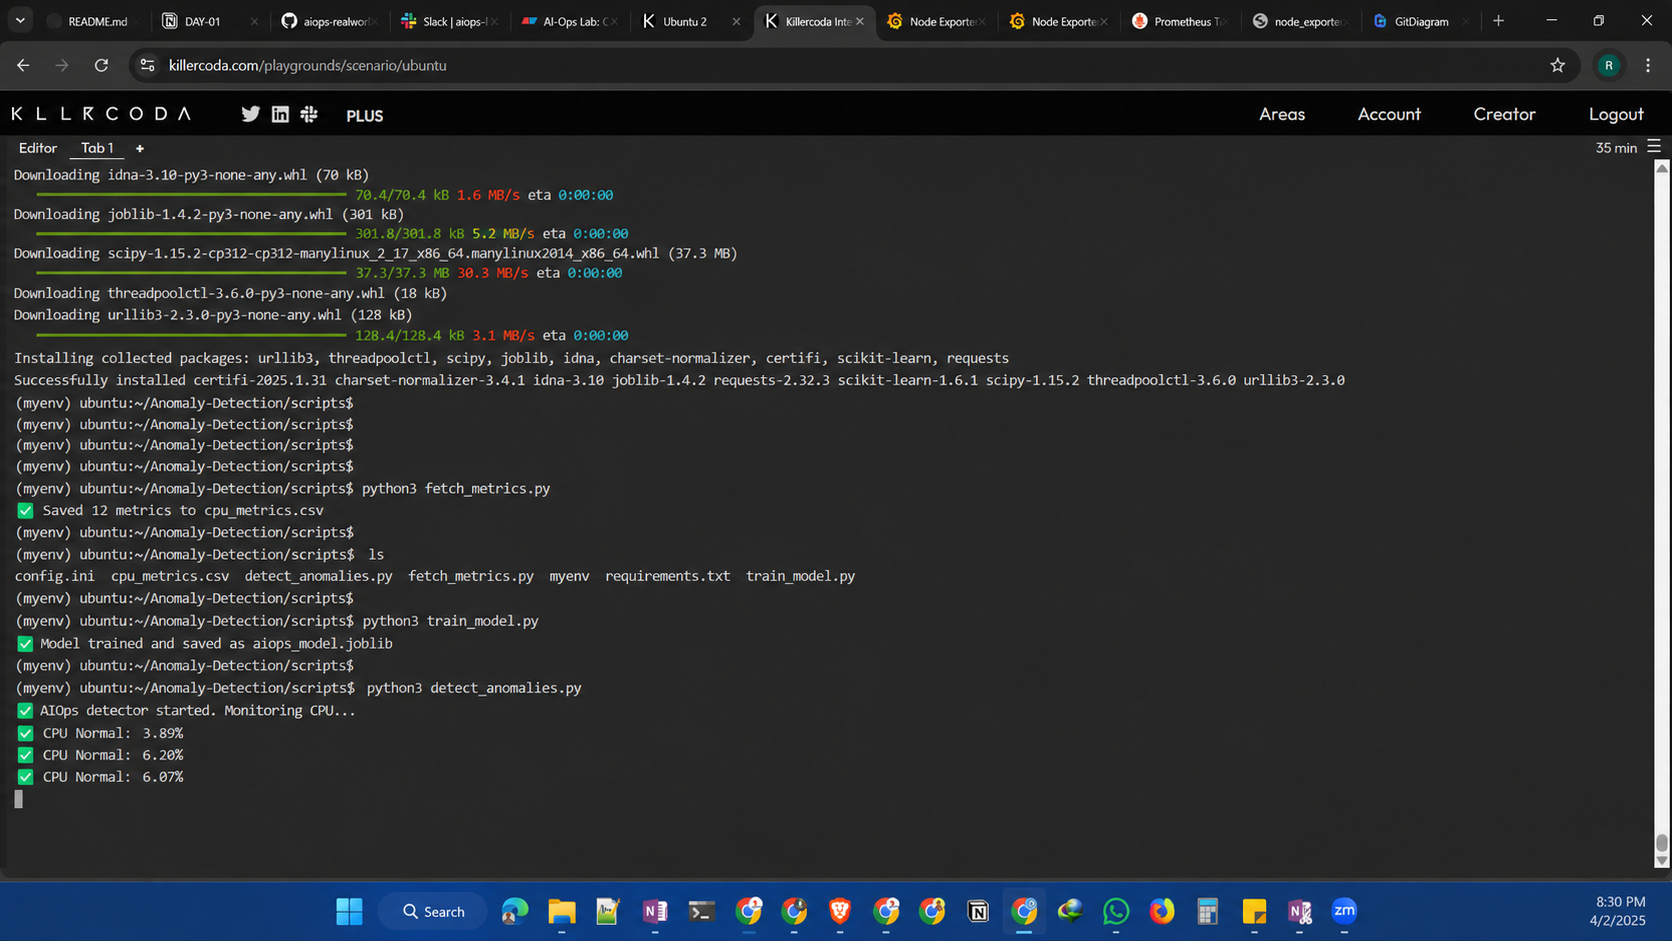 README.md
DAY-01
aiops-realworl
Slack | aiops-l
AI-Ops Lab: C
Ubuntu 2
Killercoda Inte
Node Exporter
Node Exporte
Prometheus Ti
node_exporte
GitDiagram
killercoda.com/playgrounds/scenario/ubuntu
R
KLLRCODA
PLUS
Areas
Account
Creator
Logout
Editor
Tab 1
+
35 min
Downloading idna-3.10-py3-none-any.whl (70 kB)
70.4/70.4 kB 1.6 MB/s eta 0:00:00
Downloading joblib-1.4.2-py3-none-any.whl (301 kB)
301.8/301.8 kB 5.2 MB/s eta 0:00:00
Downloading scipy-1.15.2-cp312-cp312-manylinux_2_17_x86_64.manylinux2014_x86_64.whl (37.3 MB)
37.3/37.3 MB 30.3 MB/s eta 0:00:00
Downloading threadpoolctl-3.6.0-py3-none-any.whl (18 kB)
Downloading urllib3-2.3.0-py3-none-any.whl (128 kB)
128.4/128.4 kB 3.1 MB/s eta 0:00:00
Installing collected packages: urllib3, threadpoolctl, scipy, joblib, idna, charset-normalizer, certifi, scikit-learn, requests
Successfully installed certifi-2025.1.31 charset-normalizer-3.4.1 idna-3.10 joblib-1.4.2 requests-2.32.3 scikit-learn-1.6.1 scipy-1.15.2 threadpoolctl-3.6.0 urllib3-2.3.0
(myenv) ubuntu:~/Anomaly-Detection/scripts$
(myenv) ubuntu:~/Anomaly-Detection/scripts$
(myenv) ubuntu:~/Anomaly-Detection/scripts$
(myenv) ubuntu:~/Anomaly-Detection/scripts$
(myenv) ubuntu:~/Anomaly-Detection/scripts$ python3 fetch_metrics.py
✅ Saved 12 metrics to cpu_metrics.csv
(myenv) ubuntu:~/Anomaly-Detection/scripts$
(myenv) ubuntu:~/Anomaly-Detection/scripts$ ls
config.ini cpu_metrics.csv detect_anomalies.py fetch_metrics.py myenv requirements.txt train_model.py
(myenv) ubuntu:~/Anomaly-Detection/scripts$
(myenv) ubuntu:~/Anomaly-Detection/scripts$ python3 train_model.py
✅ Model trained and saved as aiops_model.joblib
(myenv) ubuntu:~/Anomaly-Detection/scripts$
(myenv) ubuntu:~/Anomaly-Detection/scripts$ python3 detect_anomalies.py
✅ AIOps detector started. Monitoring CPU...
✅ CPU Normal: 3.89%
✅ CPU Normal: 6.20%
✅ CPU Normal: 6.07%
Search
zm
8:30 PM
4/2/2025